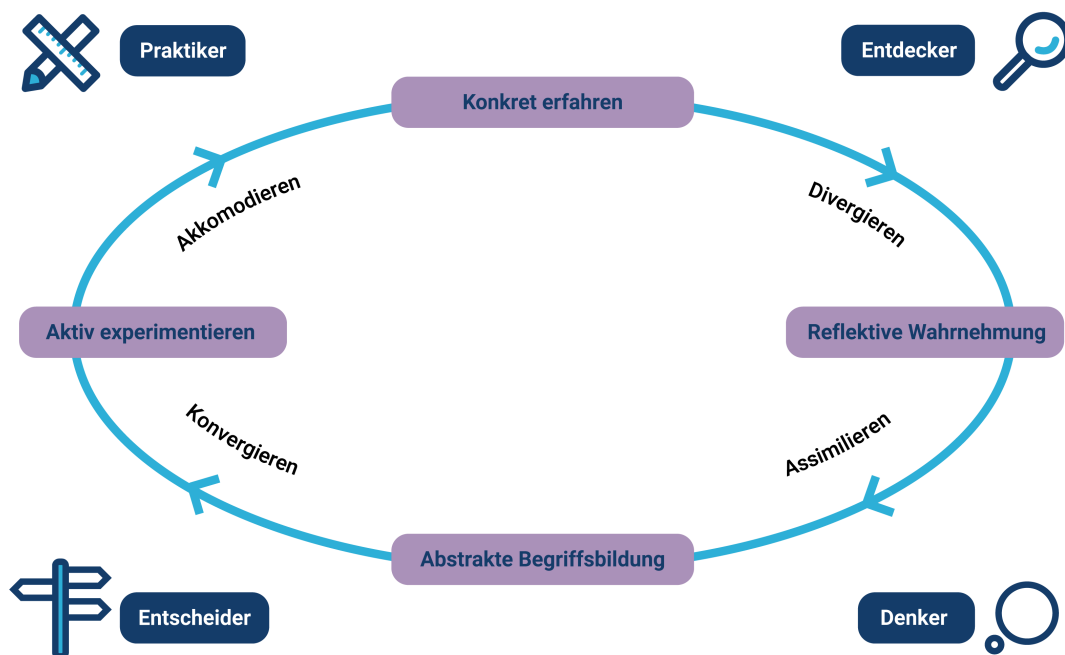 Praktiker
Entdecker
Konkret erfahren
Akkomodieren
Divergieren
Aktiv experimentieren
Reflektive Wahrnehmung
Konvergieren
Assimilieren
Abstrakte Begriffsbildung
Entscheider
Denker